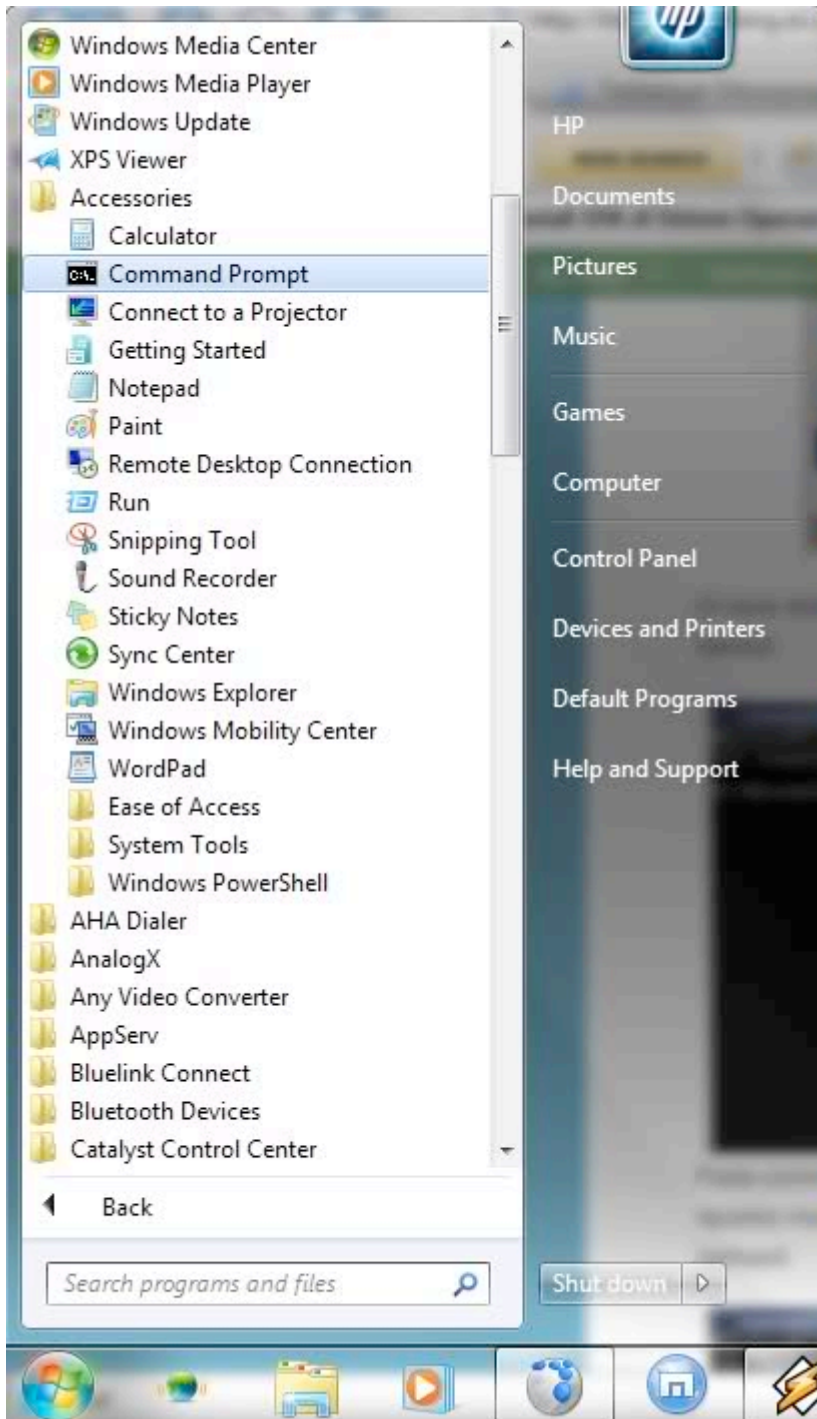 Windows Media Center
Windows Media Player
Windows Update
XPS Viewer
Accessories
Calculator
Command Prompt
Connect to a Projector
Getting Started
Notepad
Paint
Remote Desktop Connection
Run
Snipping Tool
Sound Recorder
Sticky Notes
Sync Center
Windows Explorer
Windows Mobility Center
WordPad
Ease of Access
System Tools
Windows PowerShell
AHA Dialer
AnalogX
Any Video Converter
AppServ
Bluelink Connect
Bluetooth Devices
Catalyst Control Center
Back
Search programs and files
hp
HP
Documents
Pictures
Music
Games
Computer
Control Panel
Devices and Printers
Default Programs
Help and Support
Shut down